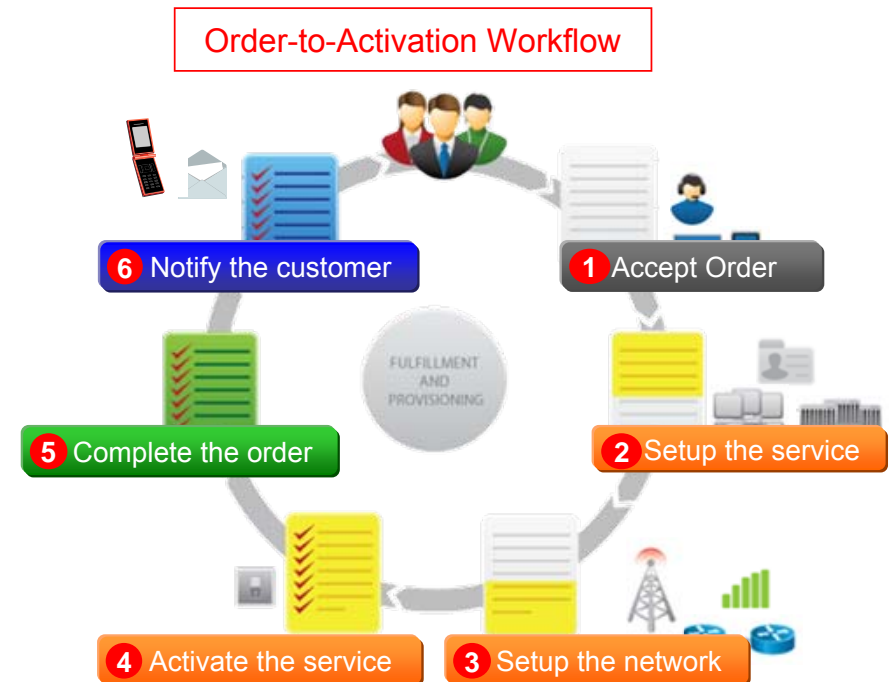 Order-to-Activation Workflow
6 Notify the customer
1 Accept Order
FULFILLMENT
AND
PROVISIONING
5 Complete the order
2 Setup the service
4 Activate the service
3 Setup the network